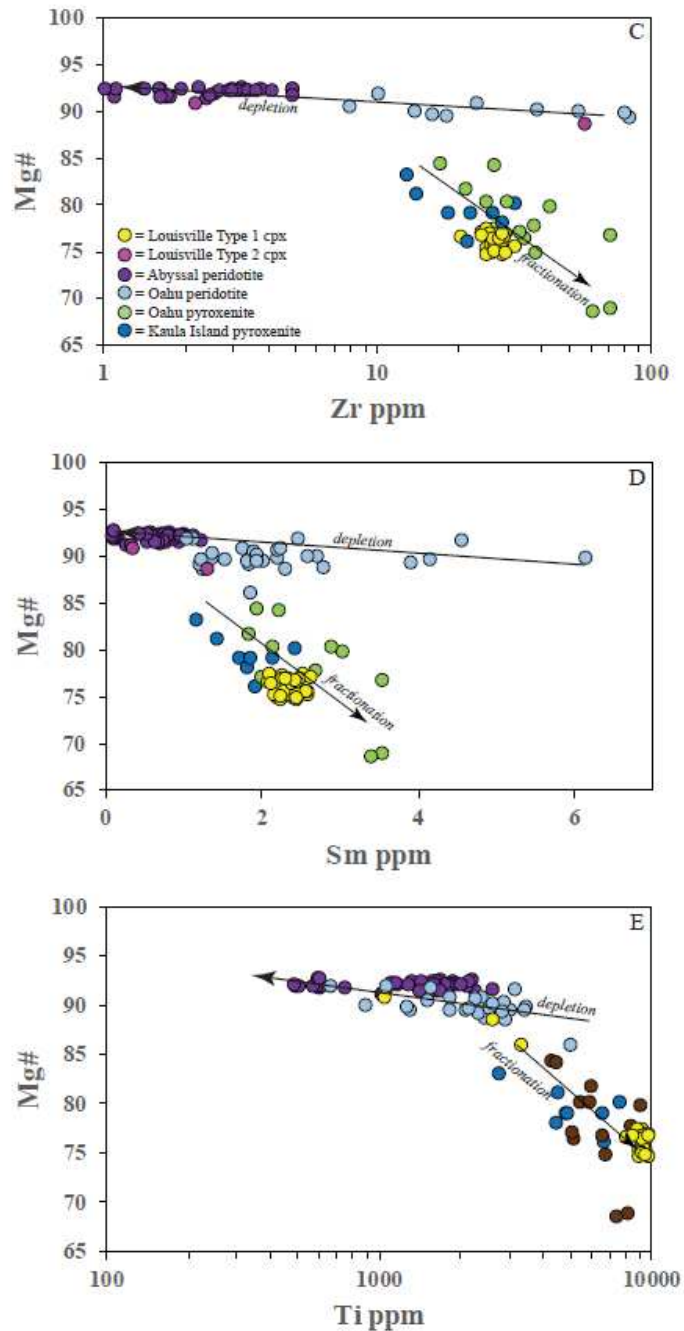 C
100
95
90
85
80
75
70
65
Mg#
depletion
fractionation
= Louisville Type 1 cpx
= Louisville Type 2 cpx
= Abyssal peridotite
= Oahu peridotite
= Oahu pyroxenite
= Kaula Island pyroxenite
1 10 100
Zr ppm
D
100
95
90
85
80
75
70
65
Mg#
depletion
fractionation
0 2 4 6
Sm ppm
E
100
95
90
85
80
75
70
65
Mg#
depletion
fractionation
100 1000 10000
Ti ppm